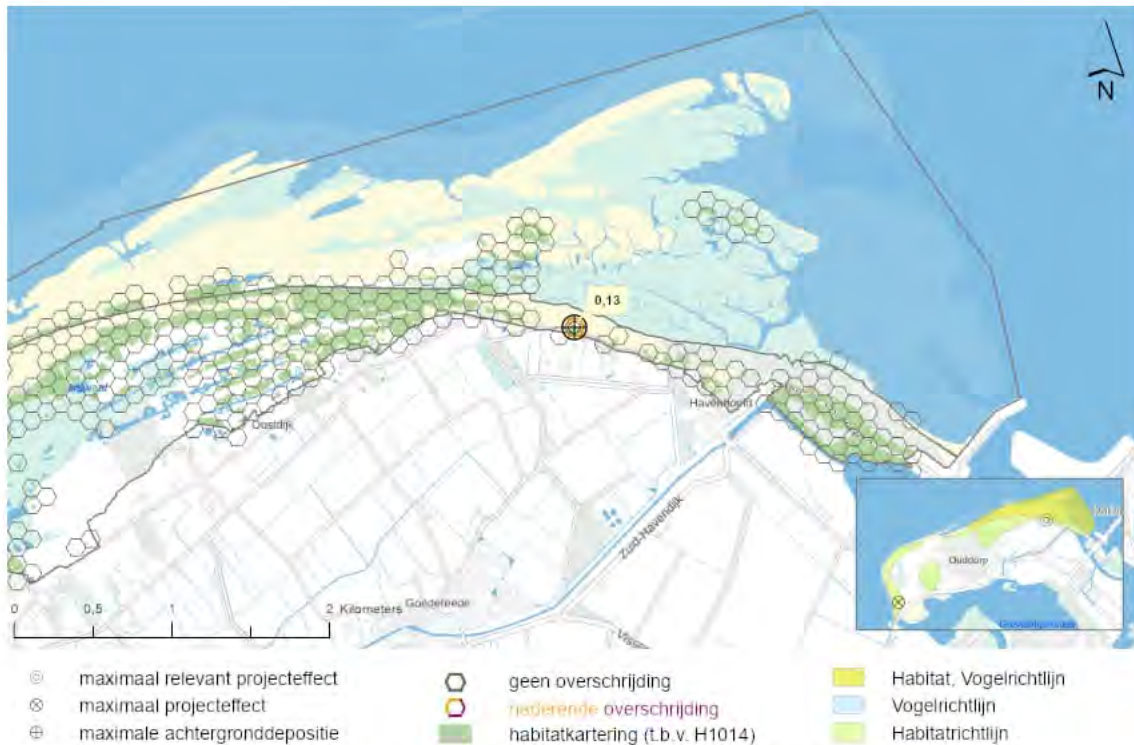 N
0,13
Havenhoofd
Oostdijk
Zuid-Havendijk
Ouddorp
0 0,5 1 2 Kilometers
Goedereede
maximaal relevant projecteffect
maximaal projecteffect
maximale achtergronddepositie
geen overschrijding
naderende overschrijding
habitatkartering (t.b.v. H1014)
Habitat, Vogelrichtlijn
Vogelrichtlijn
Habitatrichtlijn